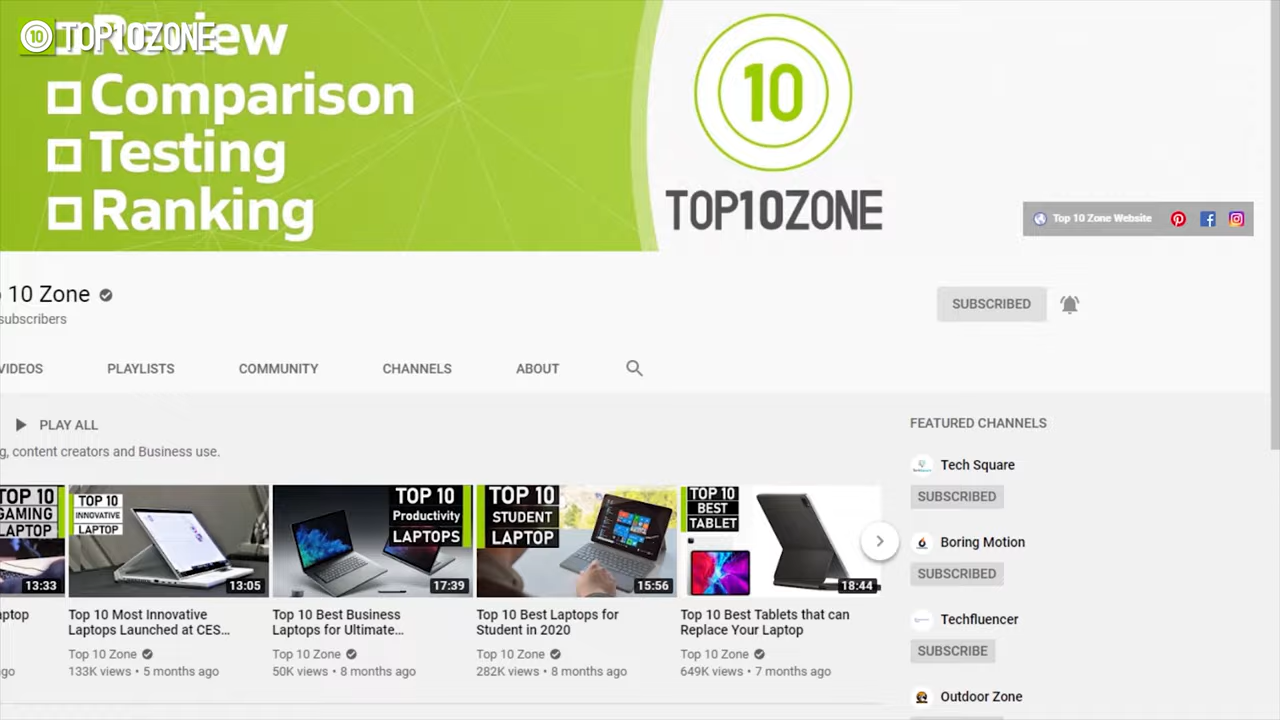 TOP10ZONE
Review
Comparison
Testing
Ranking
10
TOP10ZONE
Top 10 Zone Website
10 Zone
subscribers
SUBSCRIBED
VIDEOS
PLAYLISTS
COMMUNITY
CHANNELS
ABOUT
PLAY ALL
g, content creators and Business use.
TOP 10
GAMING
LAPTOP
13:33
TOP 10
INNOVATIVE
LAPTOP
13:05
TOP 10
Productivity
LAPTOPS
17:39
TOP 10
STUDENT
LAPTOP
15:56
TOP 10
BEST
TABLET
18:44
aptop
ago
Top 10 Most Innovative
Laptops Launched at CES...
Top 10 Zone
133K views • 5 months ago
Top 10 Best Business
Laptops for Ultimate...
Top 10 Zone
50K views • 8 months ago
Top 10 Best Laptops for
Student in 2020
Top 10 Zone
282K views • 8 months ago
Top 10 Best Tablets that can
Replace Your Laptop
Top 10 Zone
649K views • 7 months ago
FEATURED CHANNELS
Tech Square
SUBSCRIBED
Boring Motion
SUBSCRIBED
Techfluencer
SUBSCRIBE
Outdoor Zone